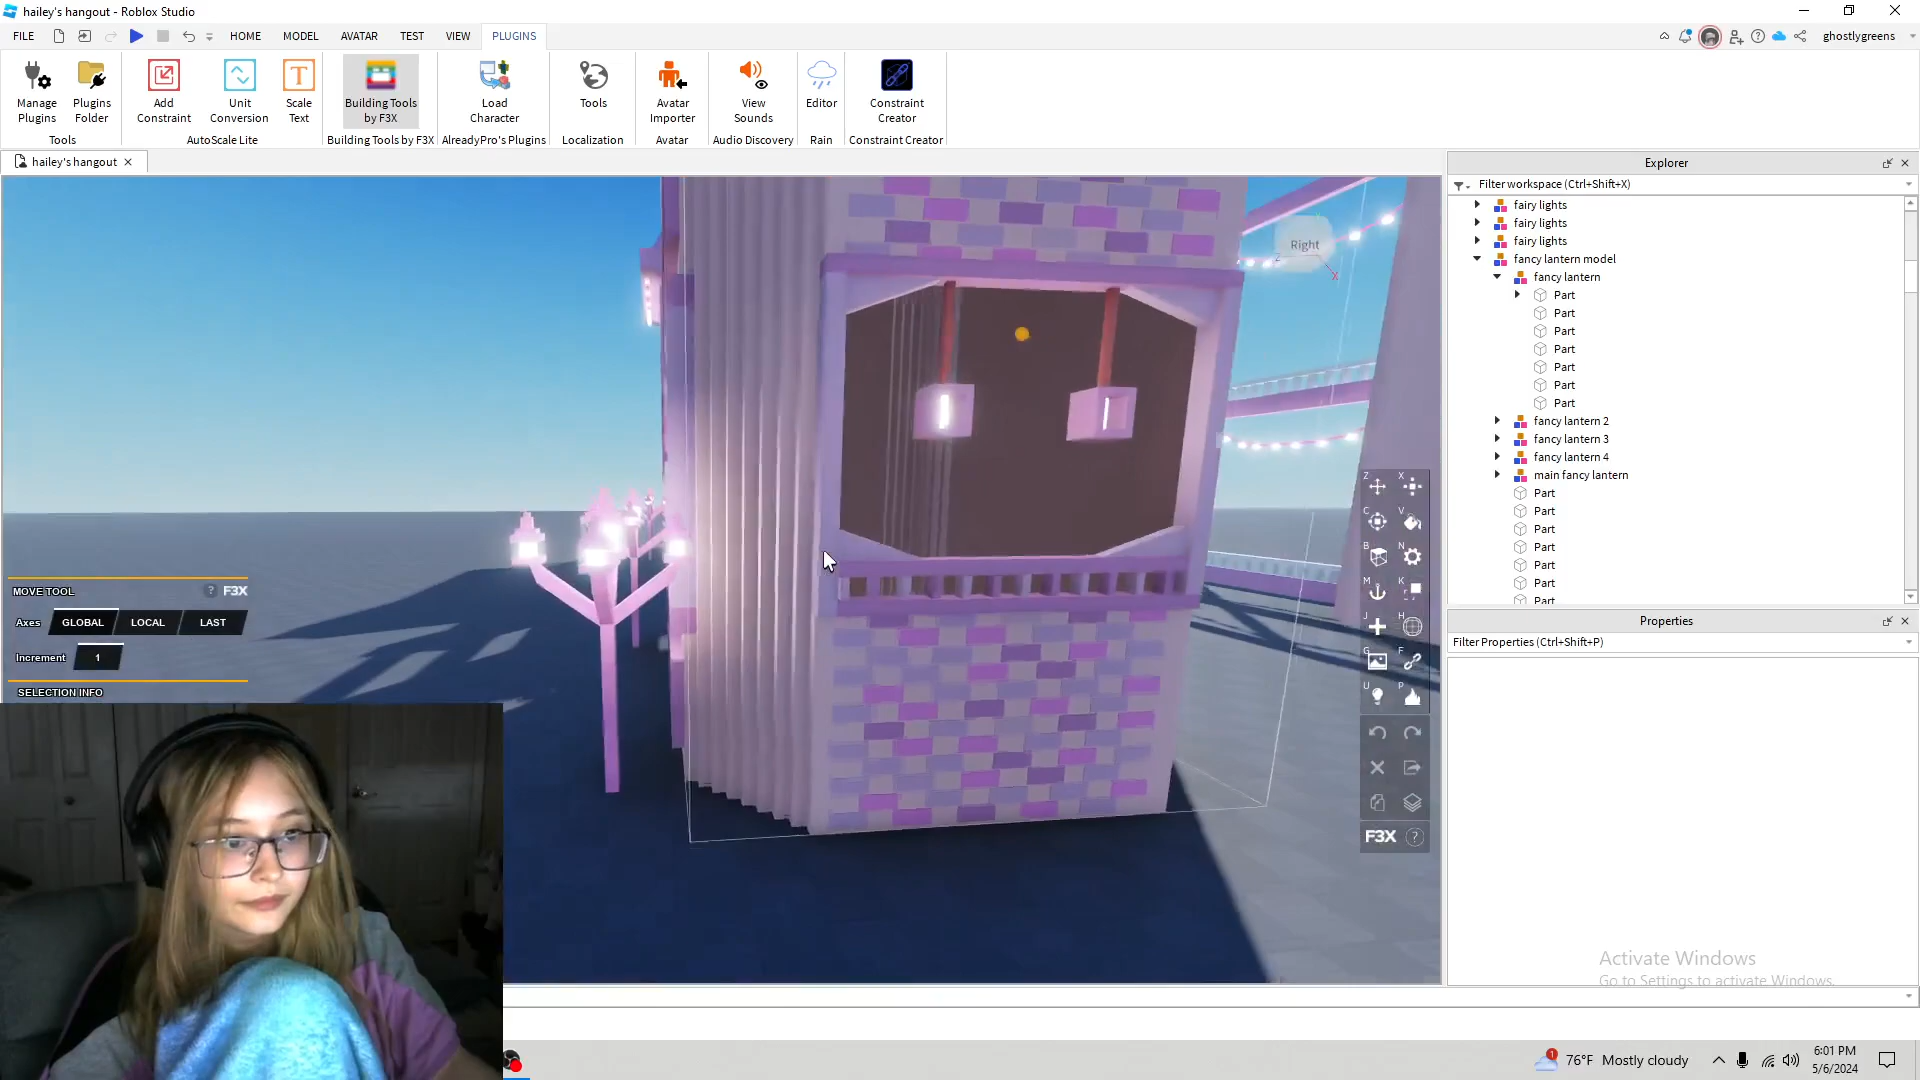 hailey's hangout - Roblox Studio
FILE HOME MODEL AVATAR TEST VIEW PLUGINS ghostlygreens
Manage Plugins
Plugins Folder
Tools
Add Constraint
Unit Conversion
Scale Text
AutoScale Lite
Building Tools by F3X
Building Tools by F3X
Load Character
AlreadyPro's Plugins
Tools
Localization
Avatar Importer
Avatar
View Sounds
Audio Discovery
Editor
Rain
Constraint Creator
Constraint Creator
hailey's hangout
Explorer
Filter workspace (Ctrl+Shift+X)
fairy lights
fairy lights
fairy lights
fancy lantern model
fancy lantern
Part
Part
Part
Part
Part
Part
Part
fancy lantern 2
fancy lantern 3
fancy lantern 4
main fancy lantern
Part
Part
Part
Part
Part
Part
Part
Properties
Filter Properties (Ctrl+Shift+P)
Right
Z
X
MOVE TOOL ? F3X
Axes GLOBAL LOCAL LAST
Increment 1
SELECTION INFO
Z X
C V
B N
M K
J H
G F
U P
F3X ?
Activate Windows
Go to Settings to activate Windows.
1 76°F Mostly cloudy
6:01 PM
5/6/2024